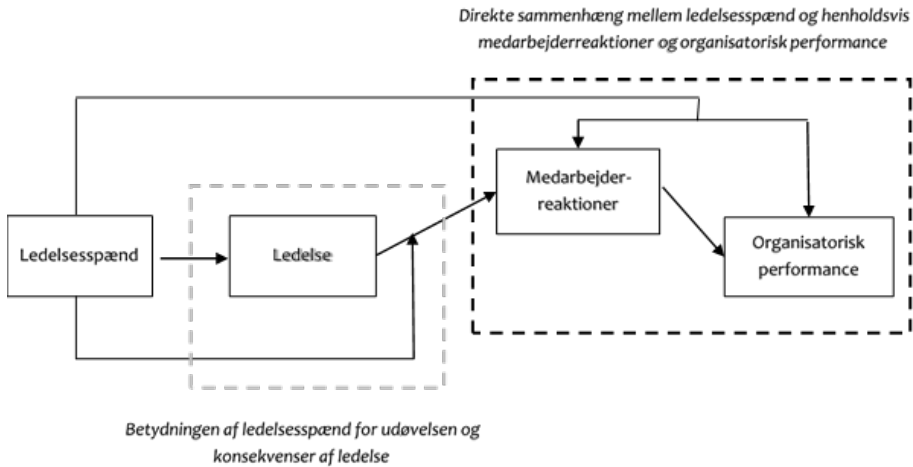 Direkte sammenhæng mellem ledelsesspænd og henholdsvis
medarbejderreaktioner og organisatorisk performance
Medarbejder-
reaktioner
Ledelsesspænd
Ledelse
Organisatorisk
performance
Betydningen af ledelsesspænd for udøvelsen og
konsekvenser af ledelse